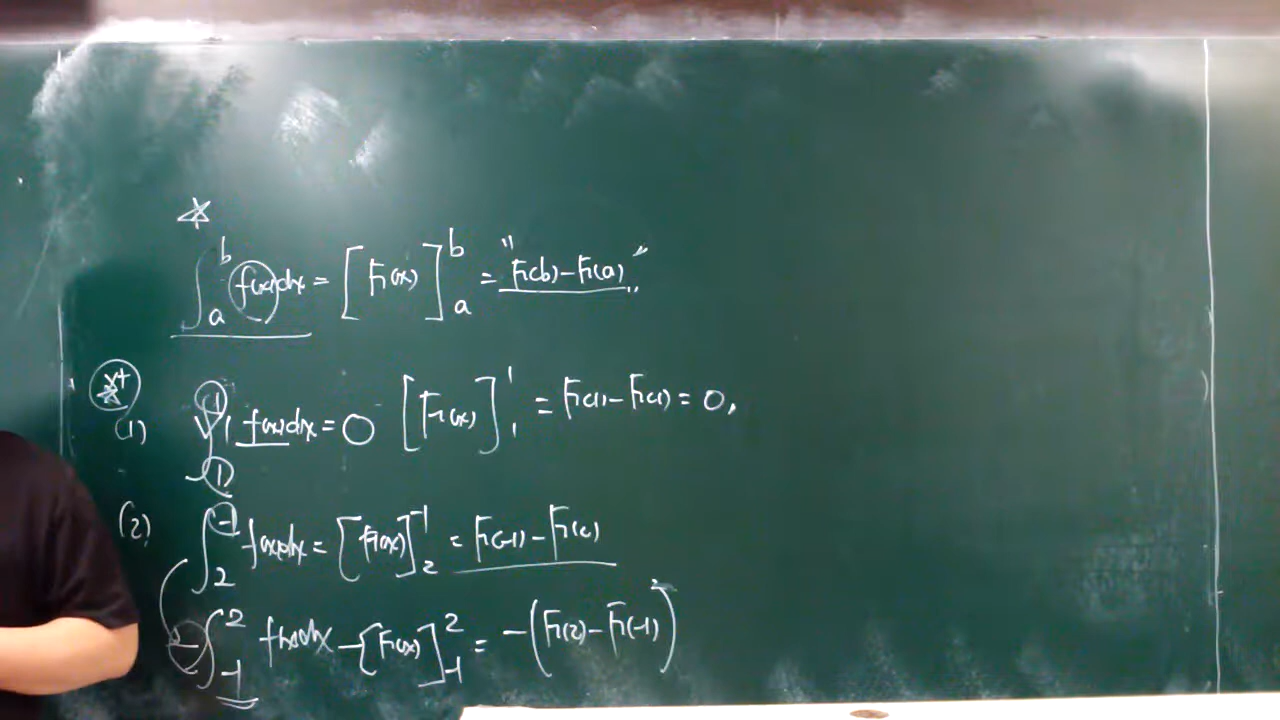 ☆
∫_a^b f(x)dx = [F(x)]_a^b = "F(b)-F(a)"
☆+
(1) ∫_1^1 f(x)dx = 0 [F(x)]_1^1 = F(1)-F(1) = 0,
(2) ∫_2^-1 f(x)dx = [F(x)]_2^-1 = F(-1)-F(2)
-∫_-1^2 f(x)dx -[F(x)]_-1^2 = -(F(2)-F(-1))